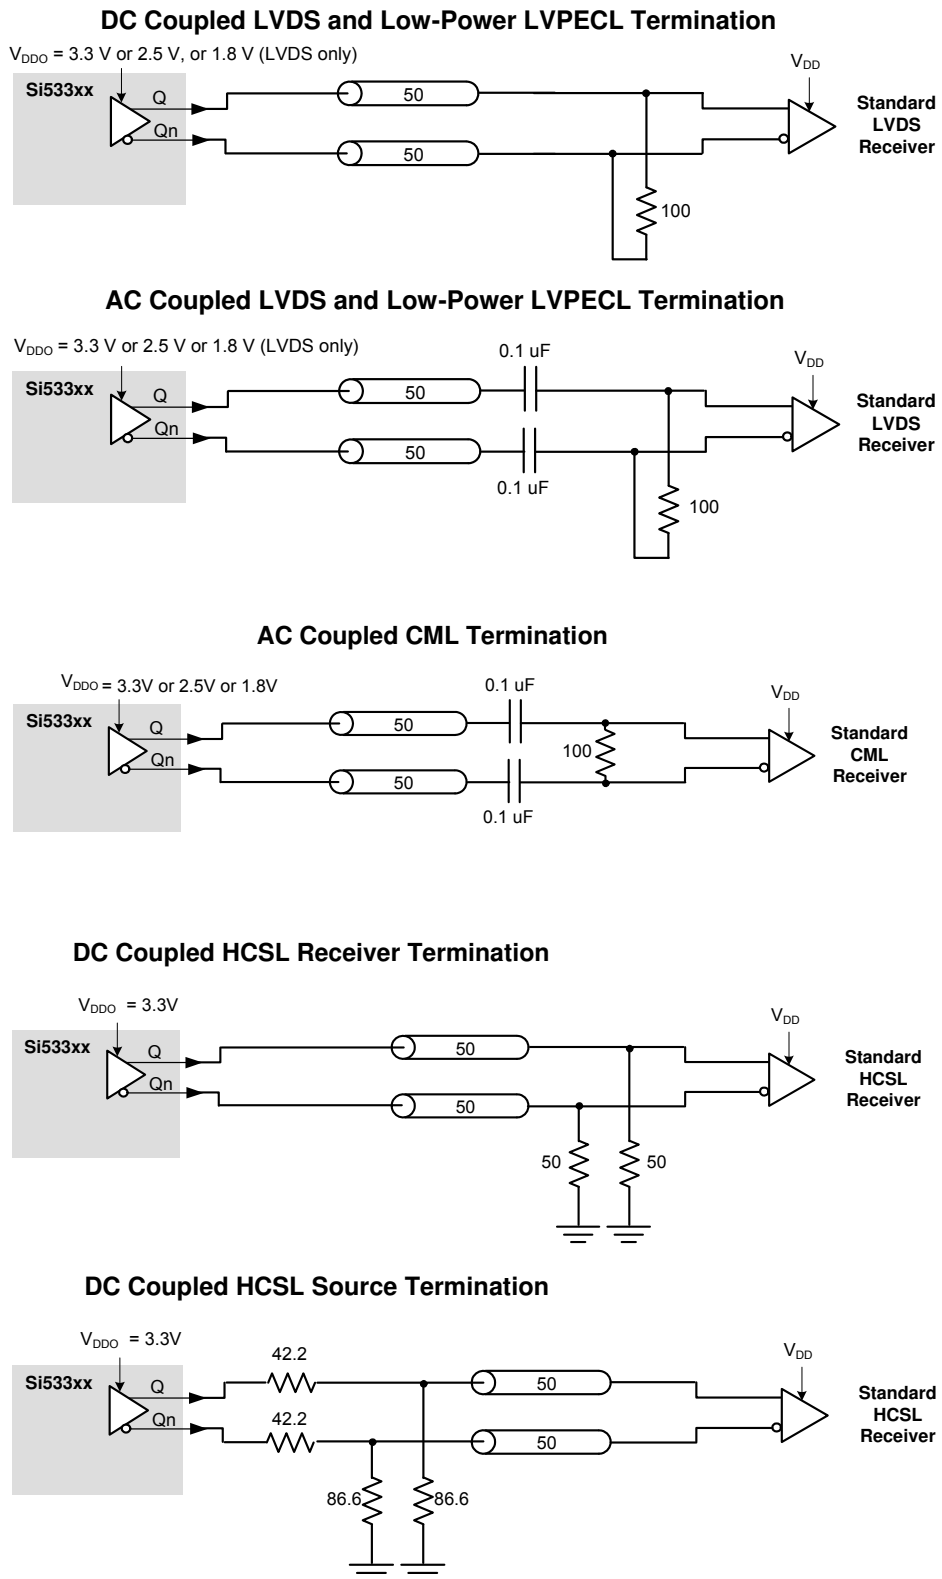 DC Coupled LVDS and Low-Power LVPECL Termination
VDDO = 3.3 V or 2.5 V, or 1.8 V (LVDS only)
Si533xx
Q
Qn
50
50
100
VDD
Standard
LVDS
Receiver
AC Coupled LVDS and Low-Power LVPECL Termination
VDDO = 3.3 V or 2.5 V or 1.8 V (LVDS only)
Si533xx
Q
Qn
50
50
0.1 uF
0.1 uF
100
VDD
Standard
LVDS
Receiver
AC Coupled CML Termination
VDDO = 3.3V or 2.5V or 1.8V
Si533xx
Q
Qn
50
50
0.1 uF
0.1 uF
100
VDD
Standard
CML
Receiver
DC Coupled HCSL Receiver Termination
VDDO = 3.3V
Si533xx
Q
Qn
50
50
50
50
VDD
Standard
HCSL
Receiver
DC Coupled HCSL Source Termination
VDDO = 3.3V
Si533xx
Q
Qn
42.2
42.2
86.6
86.6
50
50
VDD
Standard
HCSL
Receiver